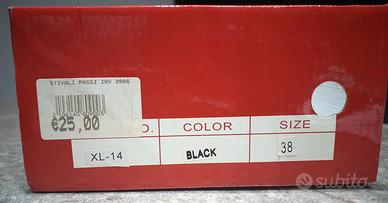 STIVALI PASSI INV 2006
€25,00
O. COLOR SIZE
XL-14 BLACK 38
subito